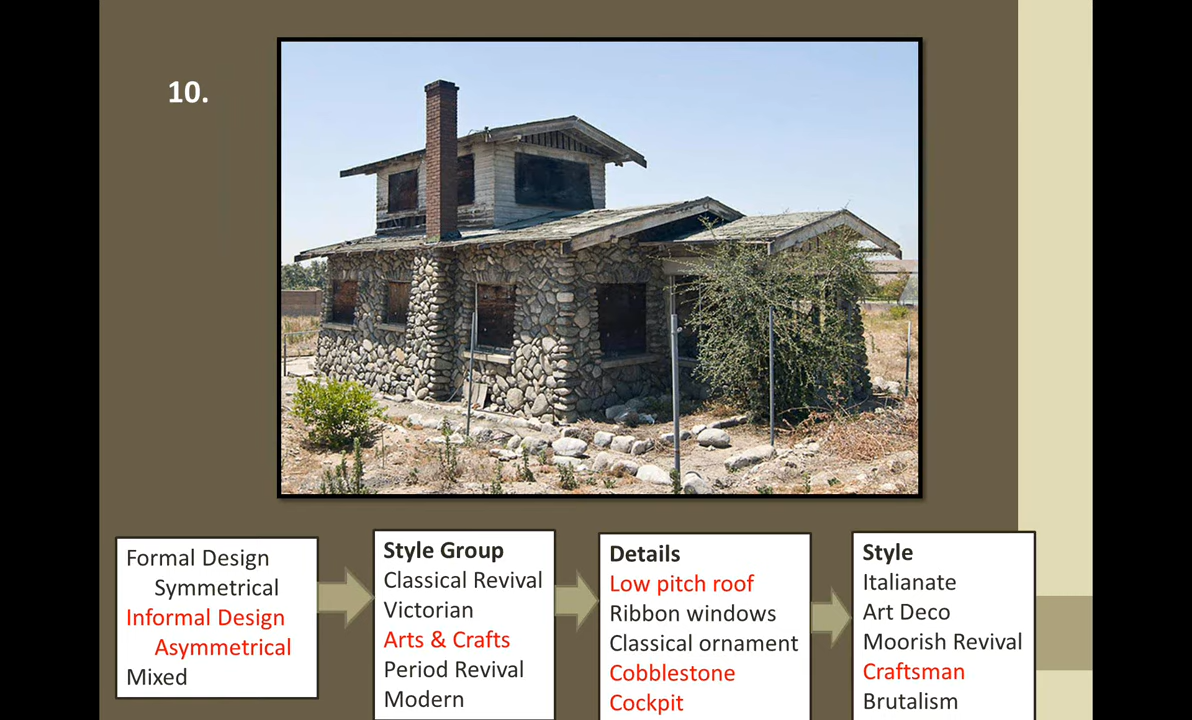 10.
Formal Design
Symmetrical
Informal Design
Asymmetrical
Mixed
Style Group
Classical Revival
Victorian
Arts & Crafts
Period Revival
Modern
Details
Low pitch roof
Ribbon windows
Classical ornament
Cobblestone
Cockpit
Style
Italianate
Art Deco
Moorish Revival
Craftsman
Brutalism